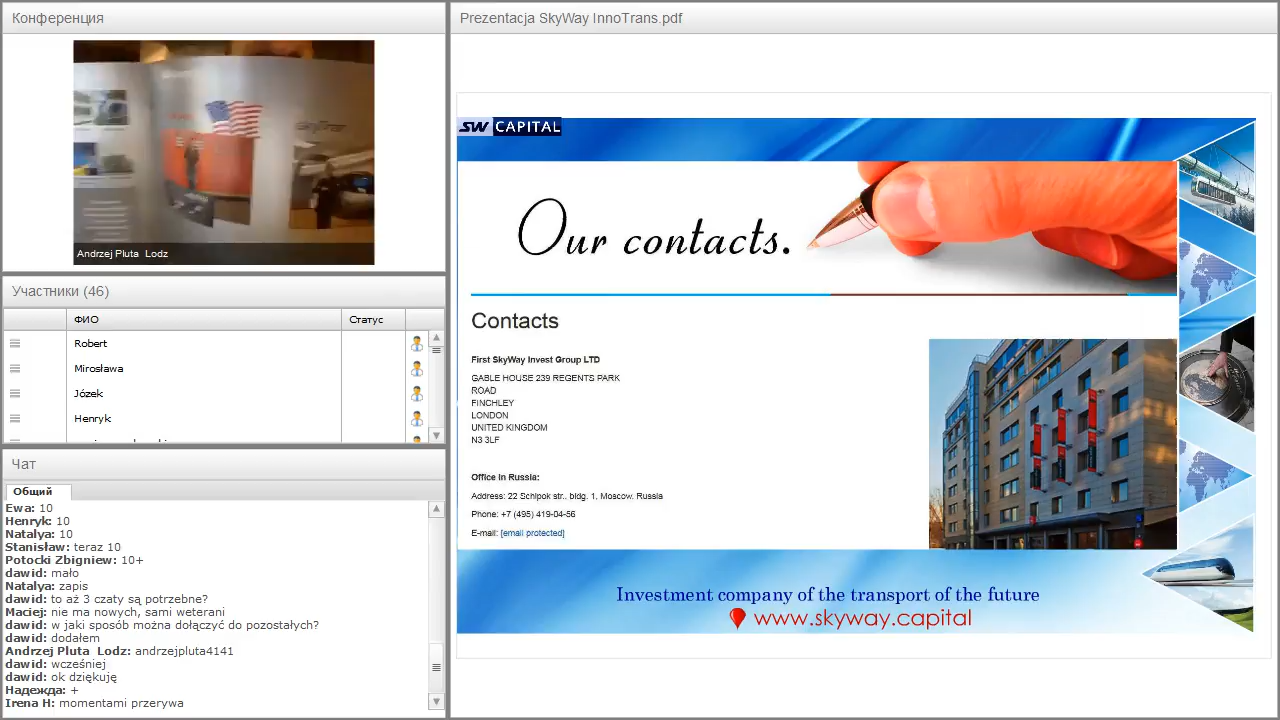 Конференция
Andrzej Pluta Lodz
Участники (46)
ФИО
Статус
Robert
Mirosława
Józek
Henryk
Чат
Общий
Ewa: 10
Henryk: 10
Natalya: 10
Stanisław: teraz 10
Potocki Zbigniew: 10+
dawid: mało
Natalya: zapis
dawid: to aż 3 czaty są potrzebne?
Maciej: nie ma nowych, sami weterani
dawid: w jaki sposób można dołączyć do pozostałych?
dawid: dodałem
Andrzej Pluta Lodz: andrzejpluta4141
dawid: wcześniej
dawid: ok dziękuję
Надежда: +
Irena H: momentami przerywa
Prezentacja SkyWay InnoTrans.pdf
SW CAPITAL
Our contacts.
Contacts
First SkyWay Invest Group LTD
GABLE HOUSE 239 REGENTS PARK
ROAD
FINCHLEY
LONDON
UNITED KINGDOM
N3 3LF
Office in Russia:
Address: 22 Schipok str., bldg. 1, Moscow, Russia
Phone: +7 (495) 419-04-56
E-mail: [email protected]
Investment company of the transport of the future
www.skyway.capital